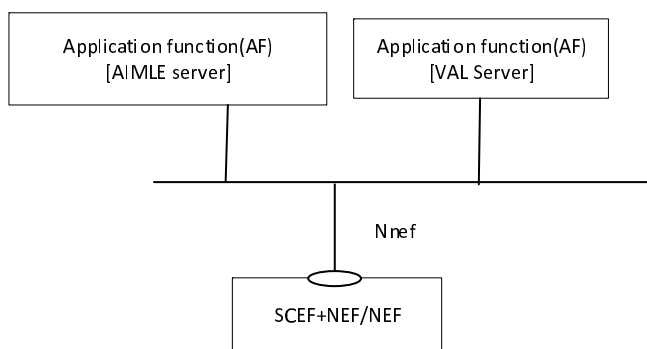 Application function(AF)
[AIMLE server]
Application function(AF)
[VAL Server]
Nnef
SCEF+NEF/NEF